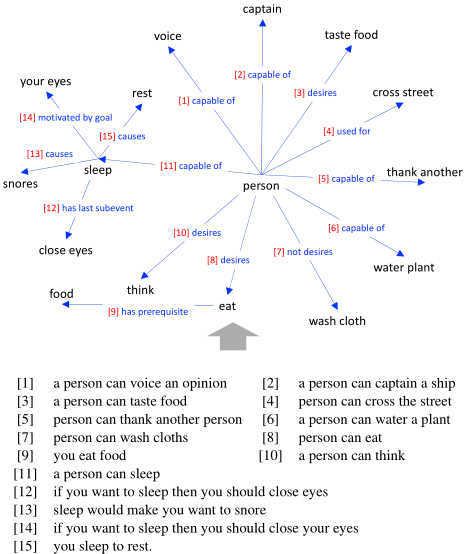 captain
voice
taste food
your eyes
rest
[2] capable of
cross street
[1] capable of
[3] desires
[14] motivated by goal
[15] causes
[4] used for
[13] causes
[11] capable of
thank another
snores
sleep
person
[5] capable of
[12] has last subevent
[6] capable of
[10] desires
close eyes
[8] desires
[7] not desires
water plant
think
food
[9] has prerequisite
eat
wash cloth
[1] a person can voice an opinion [2] a person can captain a ship
[3] a person can taste food [4] person can cross the street
[5] person can thank another person [6] a person can water a plant
[7] person can wash cloths [8] person can eat
[9] you eat food [10] a person can think
[11] a person can sleep
[12] if you want to sleep then you should close eyes
[13] sleep would make you want to snore
[14] if you want to sleep then you should close your eyes
[15] you sleep to rest.